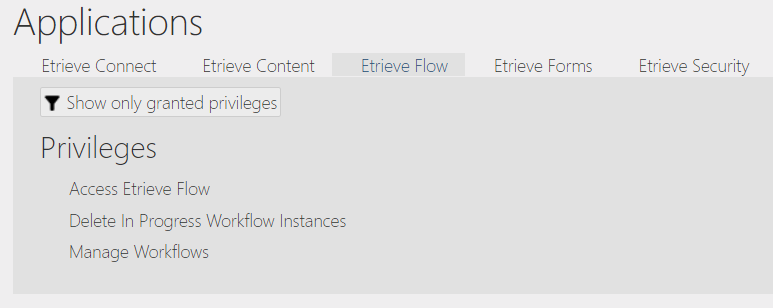 Applications
Etrieve Connect Etrieve Content Etrieve Flow Etrieve Forms Etrieve Security
Show only granted privileges
Privileges
Access Etrieve Flow
Delete In Progress Workflow Instances
Manage Workflows